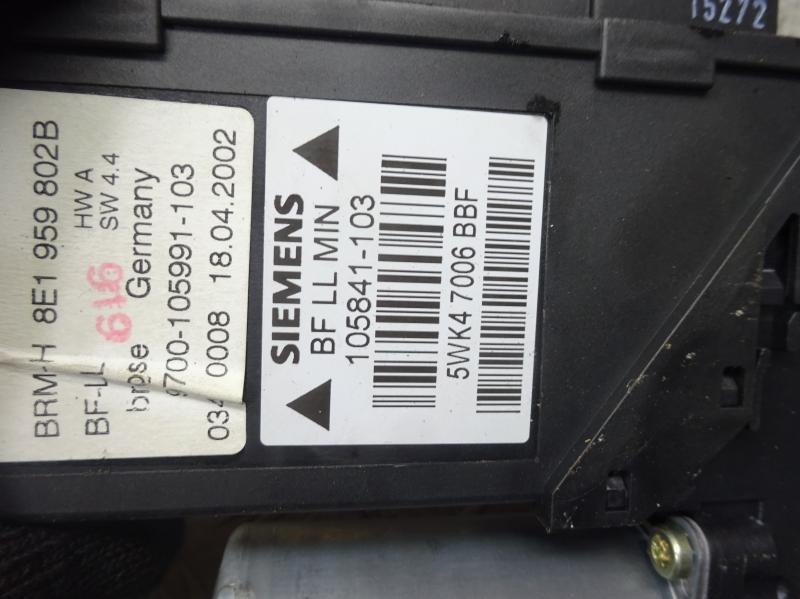 BRM-H 8E1 959 802B
BF-LL HW A
616 SW 4.4
brose Germany
9700-105991-103
034 0008 18.04.2002
SIEMENS
BF LL MIN
105841-103
5WK4 7006 BBF
15272